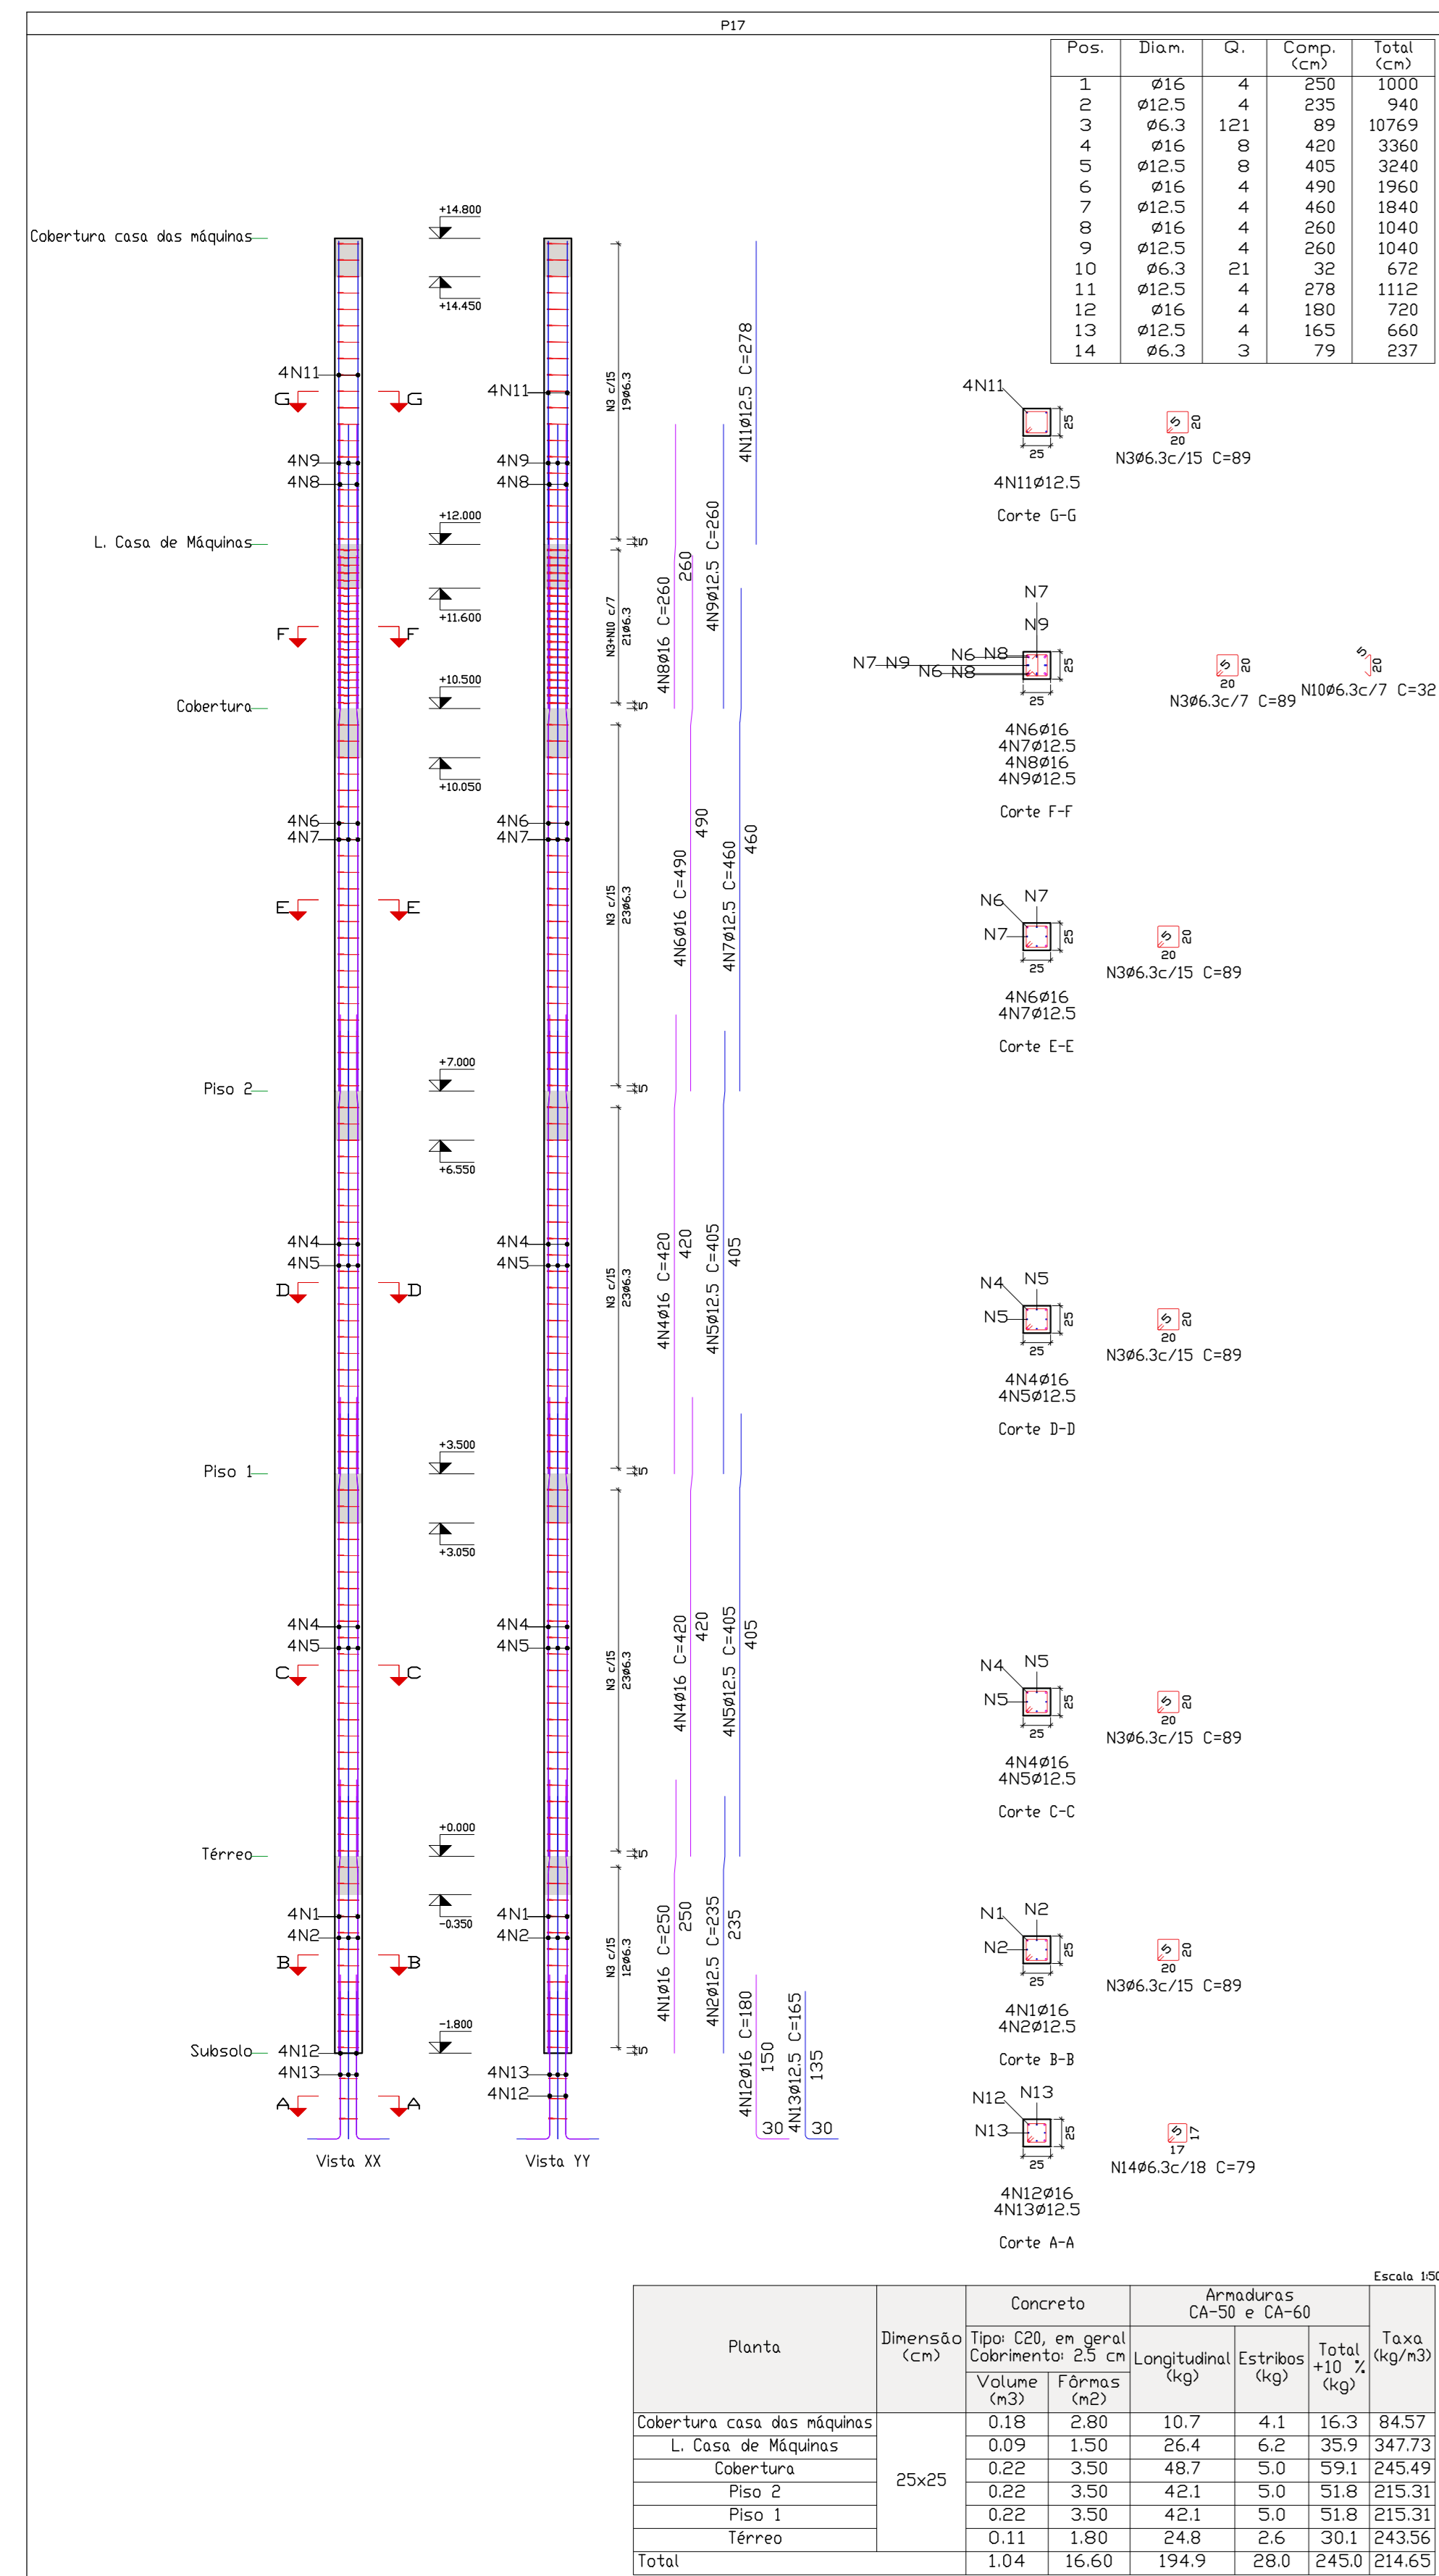 P17
Pos. Diam. Q. Comp. (cm) Total (cm)
1 ø16 4 250 1000
2 ø12.5 4 235 940
3 ø6.3 121 89 10769
4 ø16 8 420 3360
5 ø12.5 8 405 3240
6 ø16 4 490 1960
7 ø12.5 4 460 1840
8 ø16 4 260 1040
9 ø12.5 4 260 1040
10 ø6.3 21 32 672
11 ø12.5 4 278 1112
12 ø16 4 180 720
13 ø12.5 4 165 660
14 ø6.3 3 79 237
Cobertura casa das máquinas
+14.800
+14.450
4N11
4N11
G G
4N9
4N8
4N9
4N8
N3 c/15
19ø6.3
4N11ø12.5 C=278
4N11
25
25
4N11ø12.5
Corte G-G
5
20
20
N3ø6.3c/15 C=89
L. Casa de Máquinas
+12.000
5
+11.600
F F
N3+N10 c/7
21ø6.3
4N8ø16 C=260
260
4N9ø12.5 C=260
N7
N9
N6 N8
N7 N9
N6 N8
25
25
4N6ø16
4N7ø12.5
4N8ø16
4N9ø12.5
Corte F-F
5
20
20
N3ø6.3c/7 C=89
5
20
N10ø6.3c/7 C=32
Cobertura
+10.500
5
+10.050
4N6
4N7
4N6
4N7
E E
N3 c/15
23ø6.3
4N6ø16 C=490
490
4N7ø12.5 C=460
460
N6 N7
N7
25
25
4N6ø16
4N7ø12.5
Corte E-E
5
20
20
N3ø6.3c/15 C=89
Piso 2
+7.000
5
+6.550
4N4
4N5
4N4
4N5
D D
N3 c/15
23ø6.3
4N4ø16 C=420
420
4N5ø12.5 C=405
405
N4 N5
N5
25
25
4N4ø16
4N5ø12.5
Corte D-D
5
20
20
N3ø6.3c/15 C=89
Piso 1
+3.500
5
+3.050
4N4
4N5
4N4
4N5
C C
N3 c/15
23ø6.3
4N4ø16 C=420
420
4N5ø12.5 C=405
405
N4 N5
N5
25
25
4N4ø16
4N5ø12.5
Corte C-C
5
20
20
N3ø6.3c/15 C=89
Térreo
+0.000
5
-0.350
4N1
4N2
4N1
4N2
B B
N3 c/15
12ø6.3
4N1ø16 C=250
250
4N2ø12.5 C=235
235
N1 N2
N2
25
25
4N1ø16
4N2ø12.5
Corte B-B
5
20
20
N3ø6.3c/15 C=89
Subsolo
-1.800
5
4N12
4N13
4N13
4N12
A A
4N12ø16 C=180
150
30
4N13ø12.5 C=165
135
30
Vista XX
Vista YY
N12 N13
N13
25
25
4N12ø16
4N13ø12.5
Corte A-A
5
17
17
N14ø6.3c/18 C=79
Escala 1:50
Planta
Dimensão (cm)
Concreto
Tipo: C20, em geral
Cobrimento: 2.5 cm
Volume (m3)
Fôrmas (m2)
Armaduras
CA-50 e CA-60
Longitudinal (kg)
Estribos (kg)
Total +10 % (kg)
Taxa (kg/m3)
Cobertura casa das máquinas 0.18 2.80 10.7 4.1 16.3 84.57
L. Casa de Máquinas 0.09 1.50 26.4 6.2 35.9 347.73
Cobertura 0.22 3.50 48.7 5.0 59.1 245.49
25x25
Piso 2 0.22 3.50 42.1 5.0 51.8 215.31
Piso 1 0.22 3.50 42.1 5.0 51.8 215.31
Térreo 0.11 1.80 24.8 2.6 30.1 243.56
Total 1.04 16.60 194.9 28.0 245.0 214.65